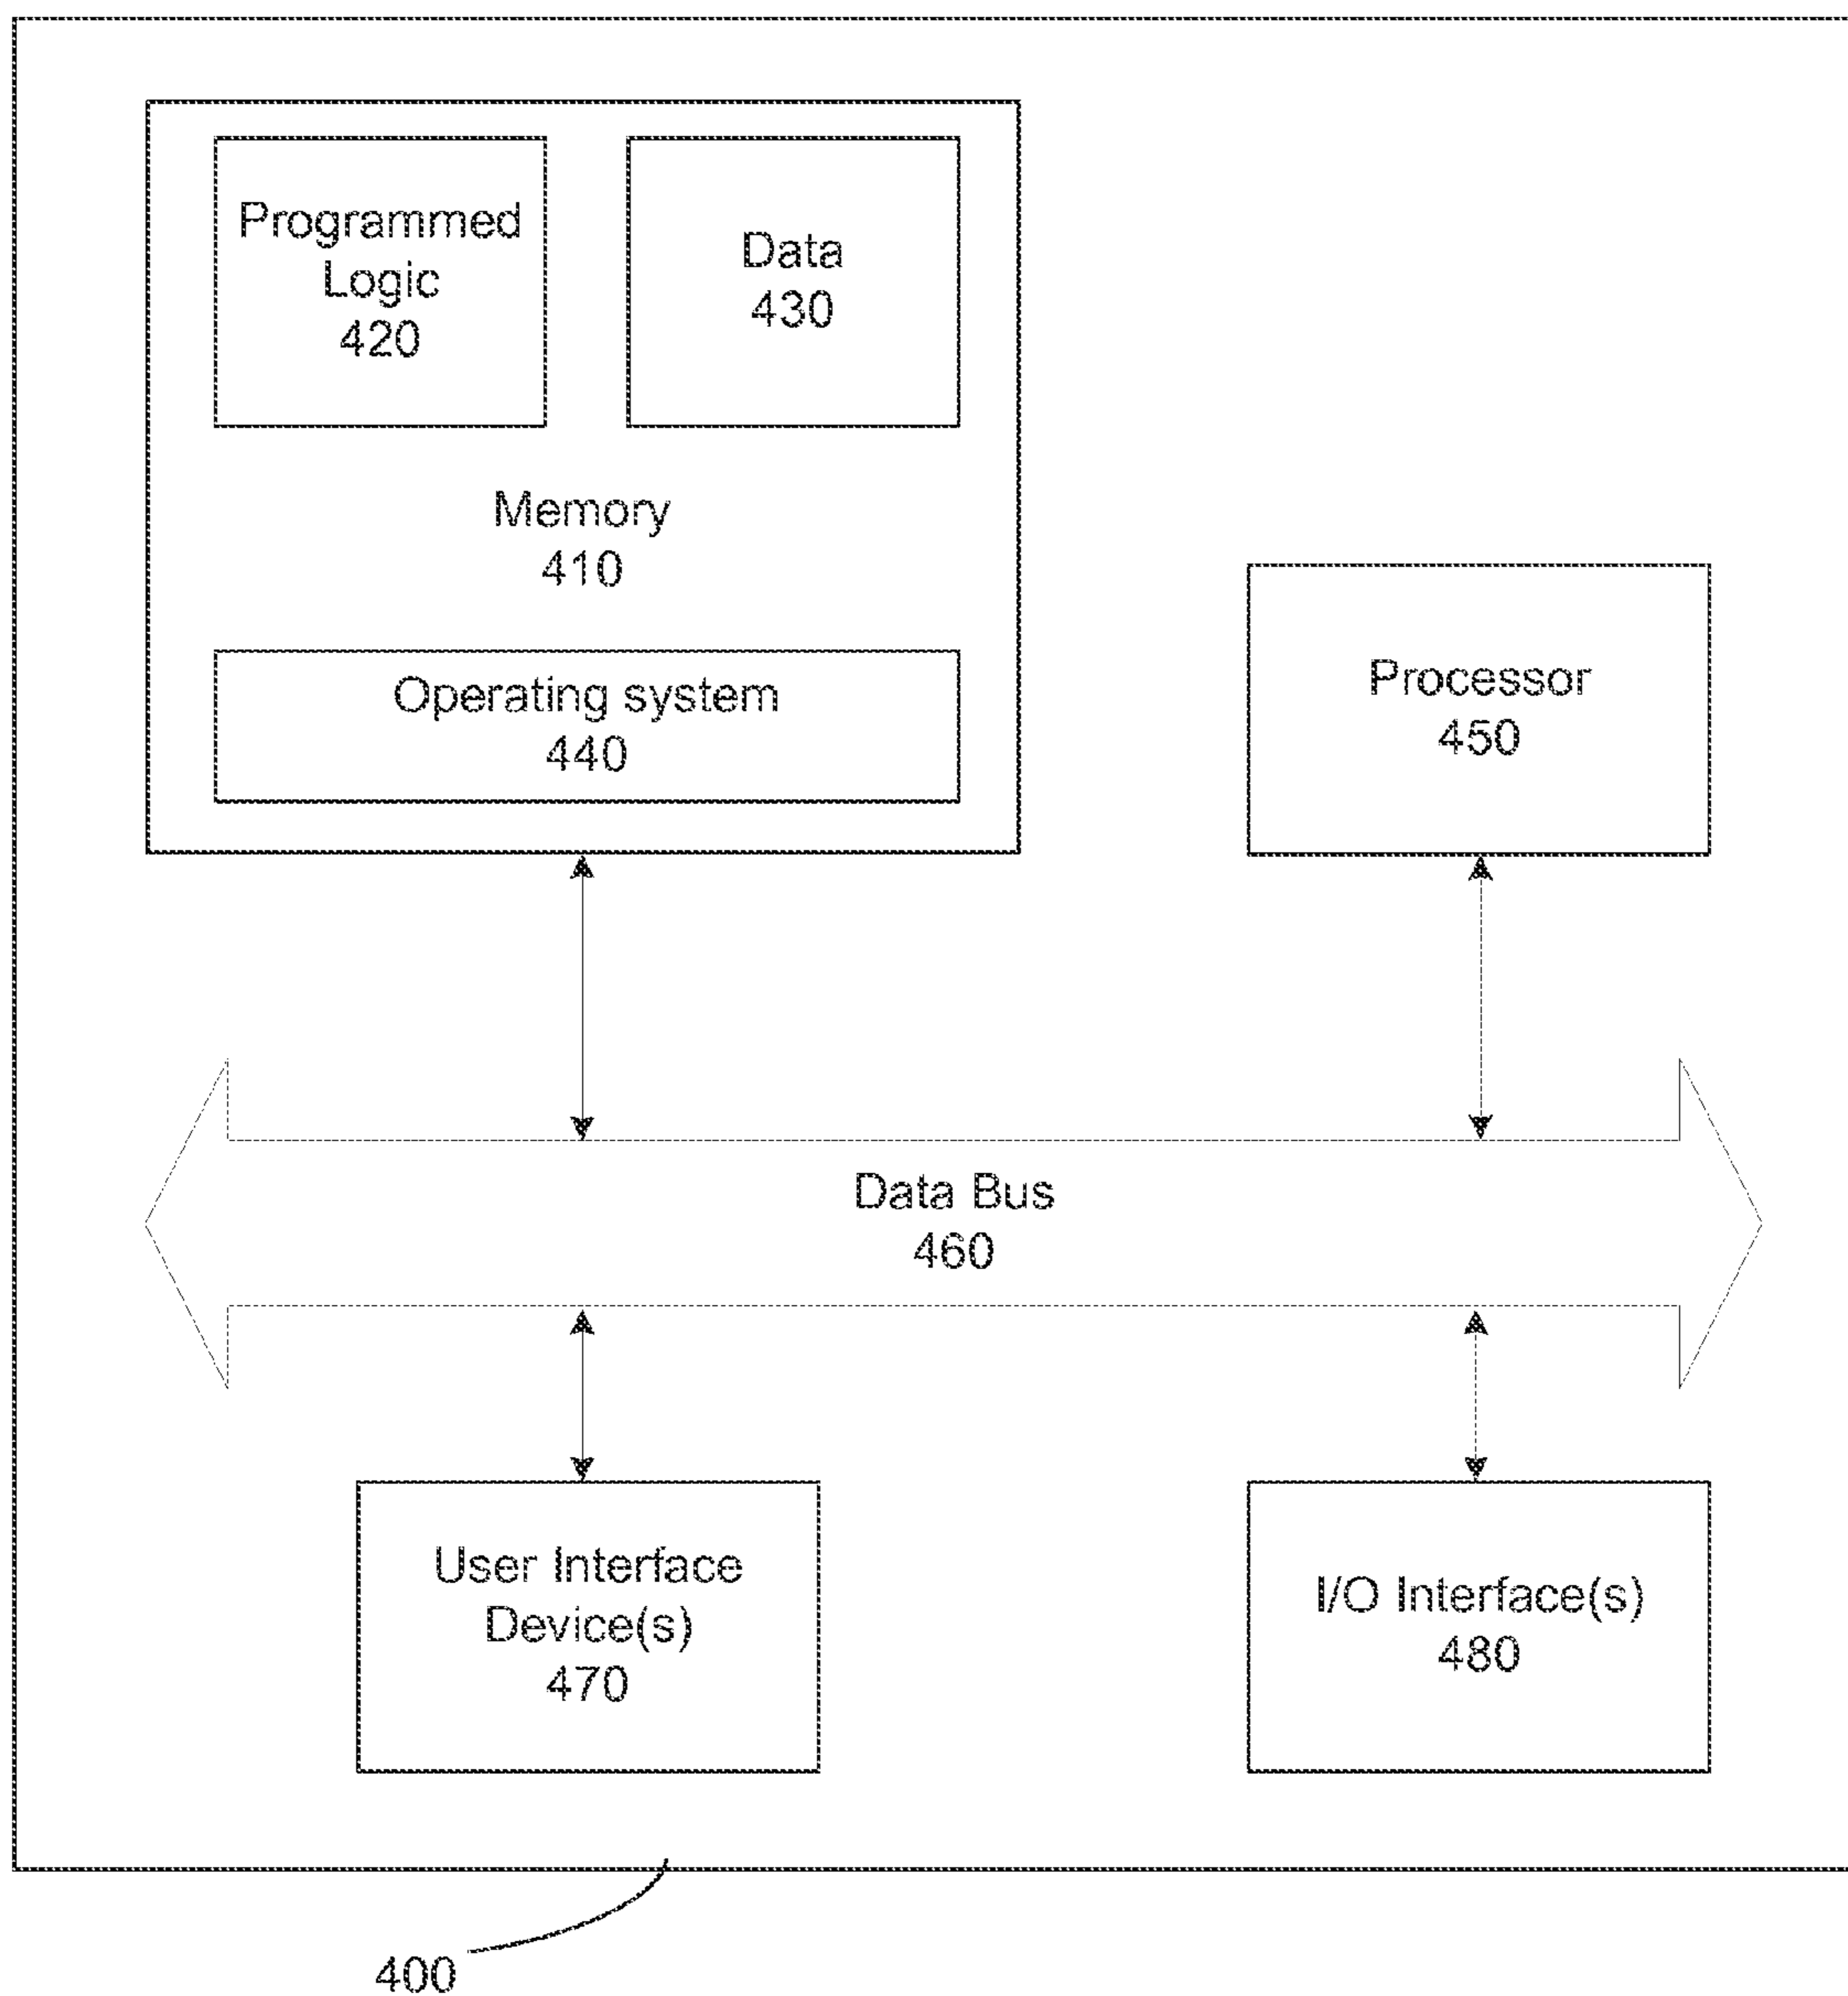 Programmed
Logic
420
Data
430
Memory
410
Operating system
440
Processor
450
Data Bus
460
User Interface
Device(s)
470
I/O Interface(s)
480
400